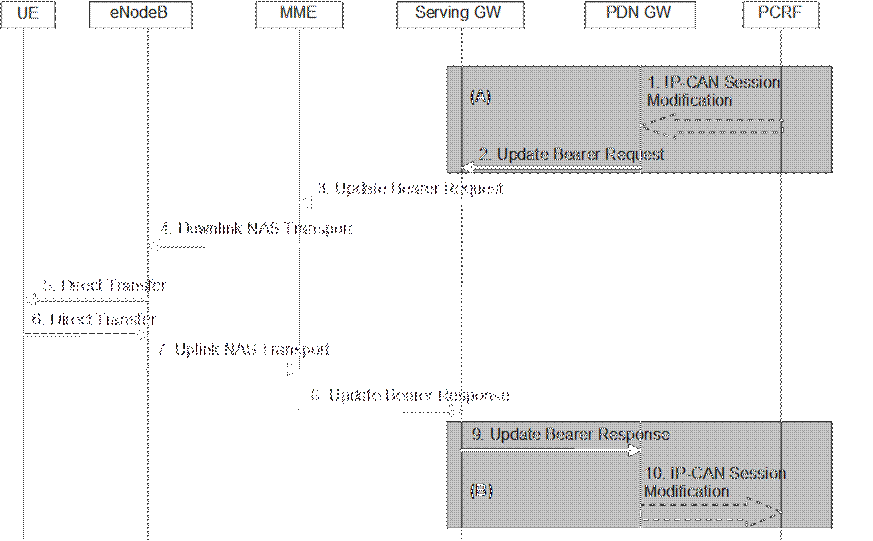 UE
eNodeB
MME
Serving GW
PDN GW
PCRF
(A)
1. IP-CAN Session
Modification
2. Update Bearer Request
3. Update Bearer Request
4. Downlink NAS Transport
5. Direct Transfer
6. Direct Transfer
7. Uplink NAS Transport
8. Update Bearer Response
9. Update Bearer Response
(B)
10. IP-CAN Session
Modification